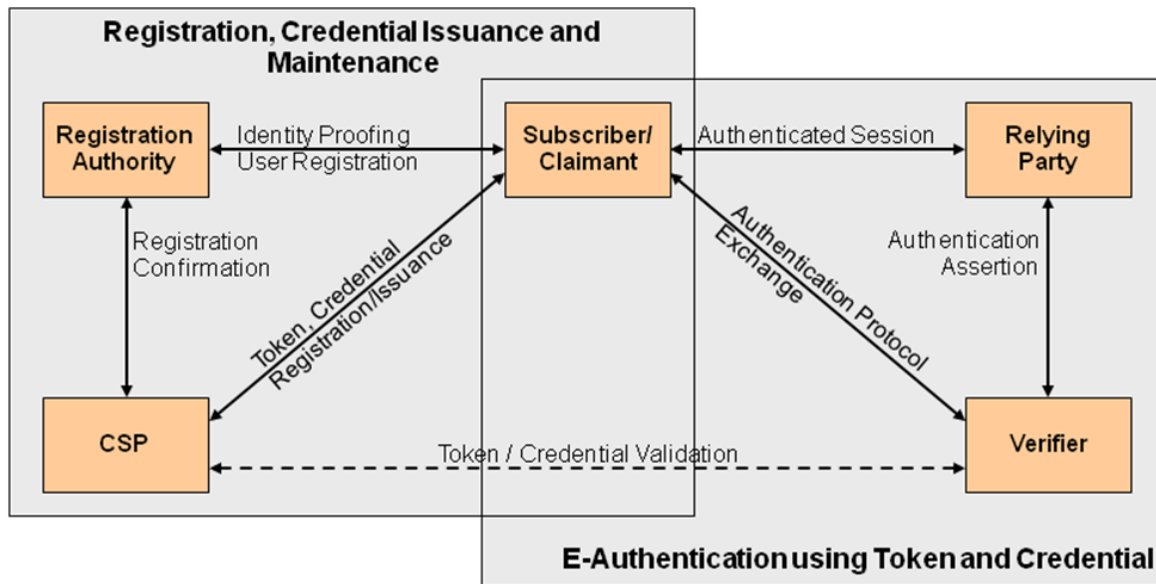 Registration, Credential Issuance and
Maintenance
Registration
Authority
Identity Proofing
User Registration
Subscriber/
Claimant
Authenticated Session
Relying
Party
Registration
Confirmation
Token, Credential
Registration/Issuance
Authentication Protocol
Exchange
Authentication
Assertion
CSP
Token / Credential Validation
Verifier
E-Authentication using Token and Credential